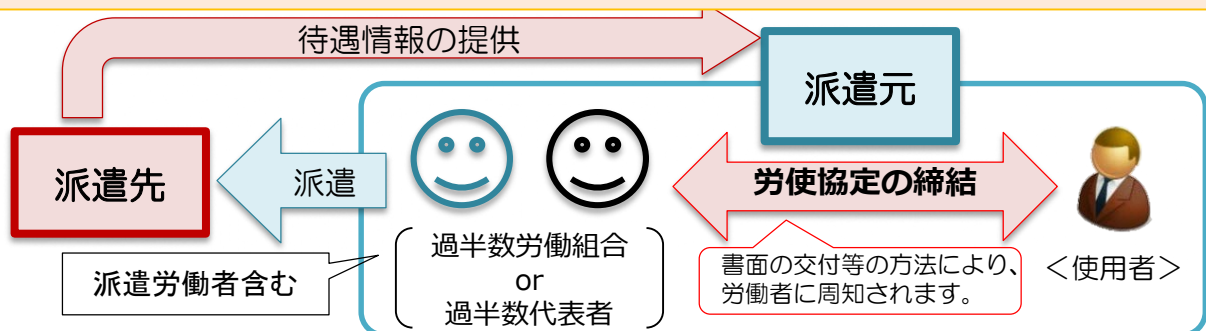 待遇情報の提供
派遣元
派遣先
派遣
労使協定の締結
過半数労働組合
or
過半数代表者
派遣労働者含む
書面の交付等の方法により、
労働者に周知されます。
＜使用者＞